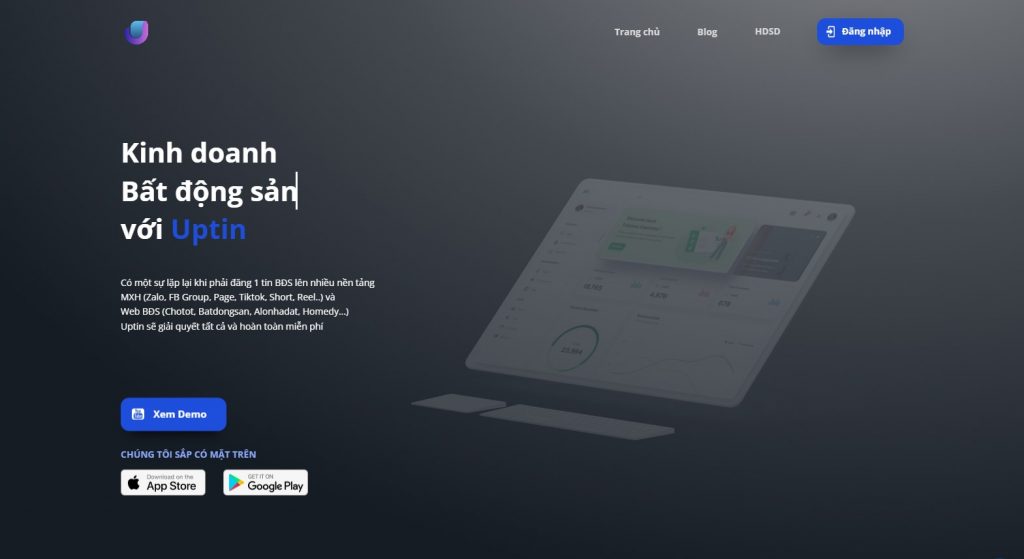 Trang chủ
Blog
HDSD
Đăng nhập
Kinh doanh
Bất động sản
với Uptin
Có một sự lặp lại khi phải đăng 1 tin BĐS lên nhiều nền tảng
MXH (Zalo, FB Group, Page, Tiktok, Short, Reel..) và
Web BĐS (Chotot, Batdongsan, Alonhadat, Homedy...)
Uptin sẽ giải quyết tất cả và hoàn toàn miễn phí
Xem Demo
CHÚNG TÔI SẮP CÓ MẶT TRÊN
Download on the
App Store
GET IT ON
Google Play